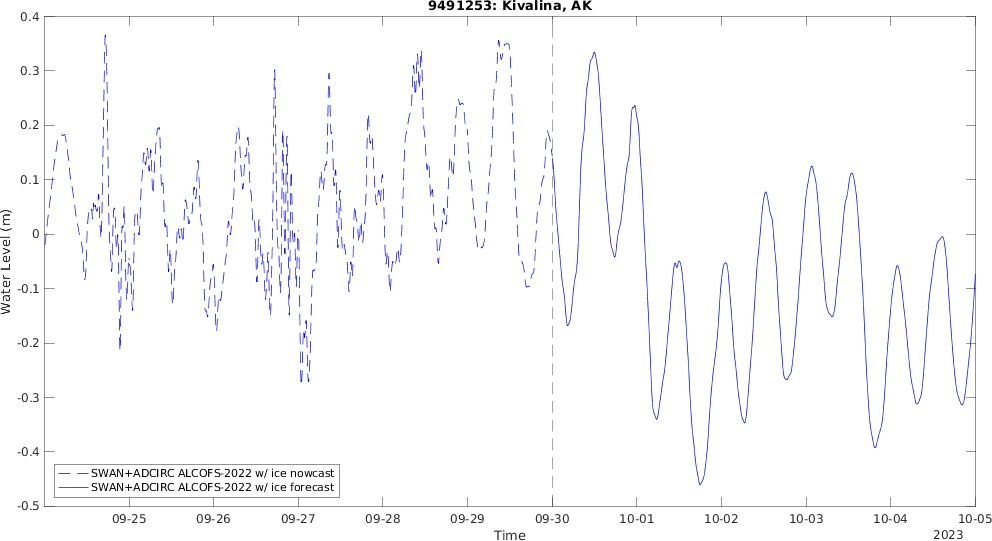 9491253: Kivalina, AK
0.4
0.3
0.2
0.1
0
-0.1
-0.2
-0.3
-0.4
-0.5
Water Level (m)
SWAN+ADCIRC ALCOFS-2022 w/ ice nowcast
SWAN+ADCIRC ALCOFS-2022 w/ ice forecast
09-25 09-26 09-27 09-28 09-29 09-30 10-01 10-02 10-03 10-04 10-05
Time
2023